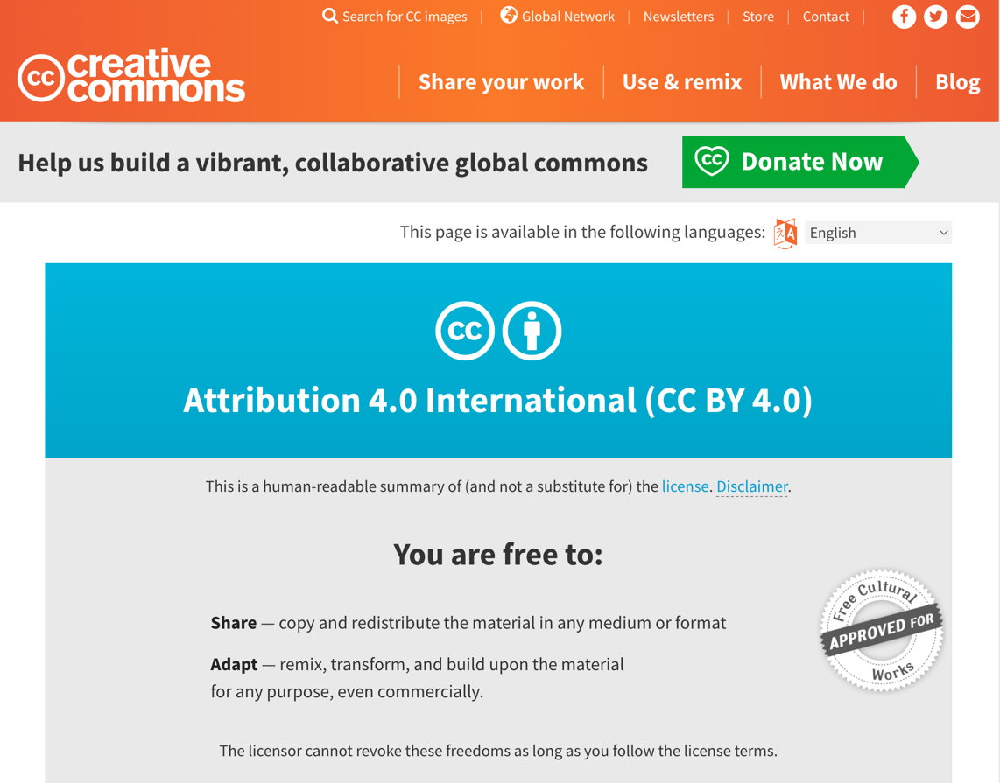 Search for CC images
Global Network
Newsletters
Store
Contact
cc creative
commons
Share your work
Use & remix
What We do
Blog
Help us build a vibrant, collaborative global commons
cc Donate Now
This page is available in the following languages:
English
cc
Attribution 4.0 International (CC BY 4.0)
This is a human-readable summary of (and not a substitute for) the license. Disclaimer.
You are free to:
Share — copy and redistribute the material in any medium or format
Adapt — remix, transform, and build upon the material
for any purpose, even commercially.
Free Cultural
APPROVED FOR
Works
The licensor cannot revoke these freedoms as long as you follow the license terms.